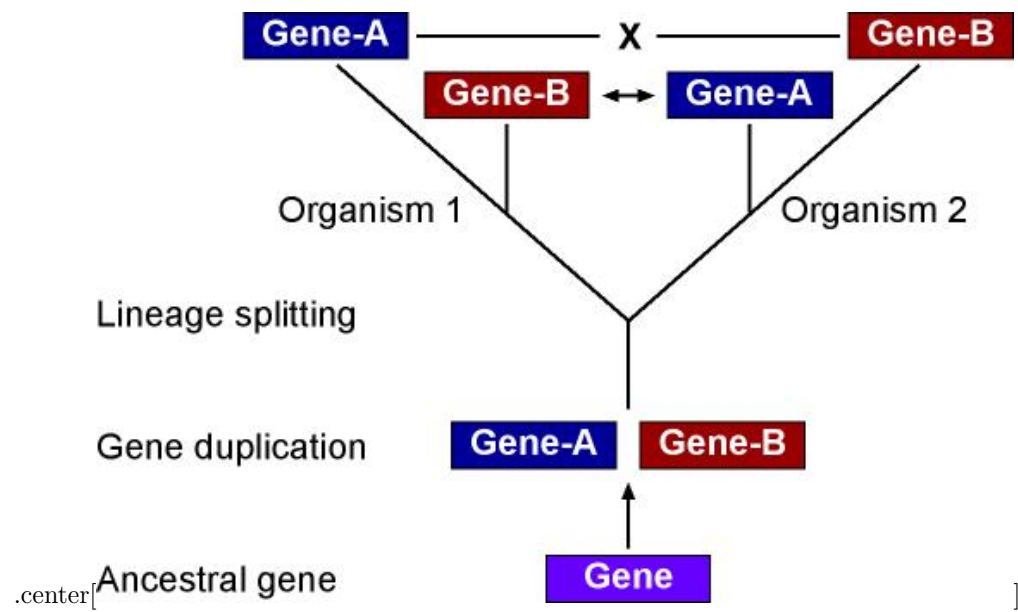 Gene-A X Gene-B
Gene-B Gene-A
Organism 1 Organism 2
Lineage splitting
Gene duplication Gene-A Gene-B
.center[Ancestral gene Gene ]